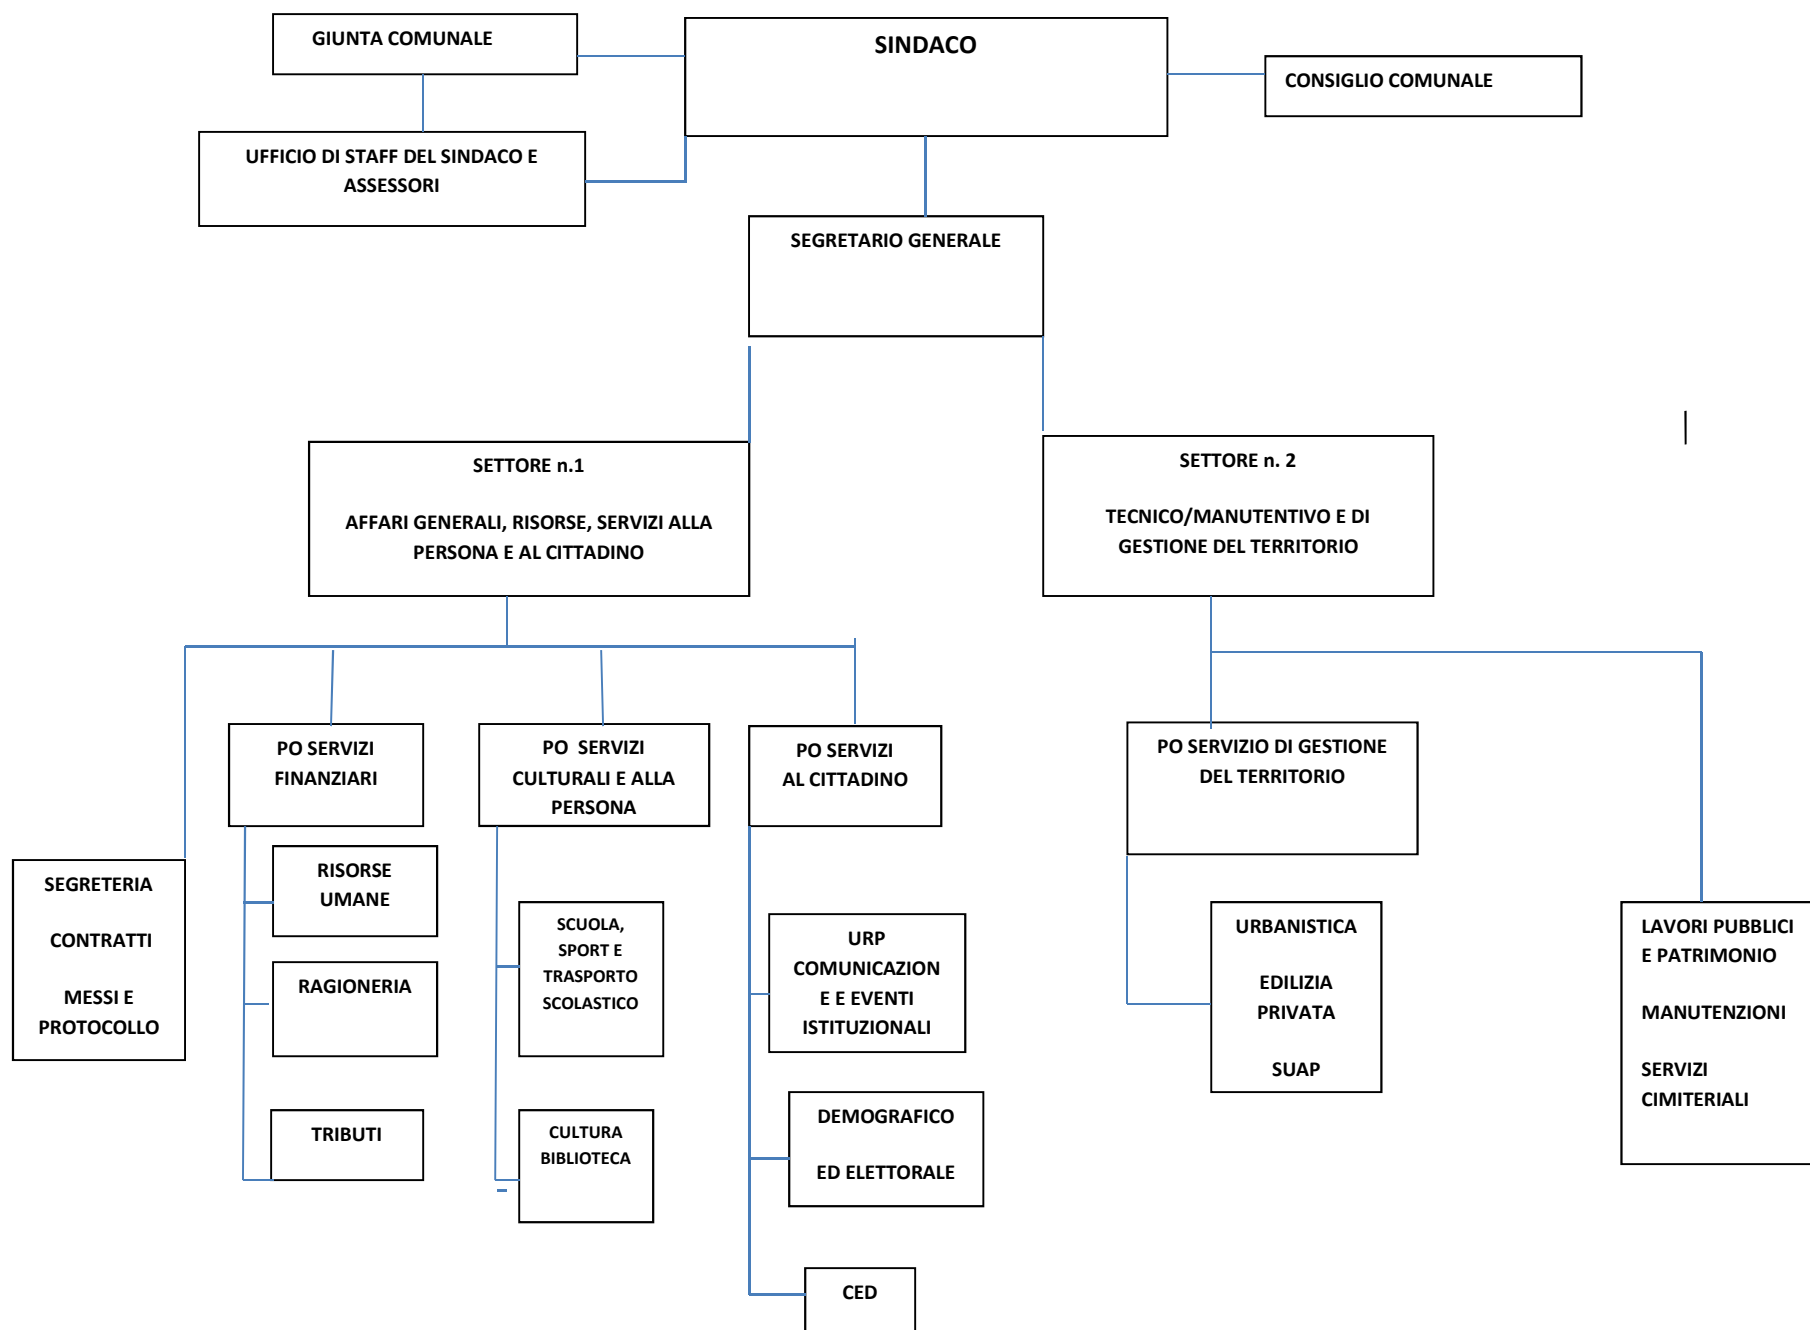 GIUNTA COMUNALE
SINDACO
CONSIGLIO COMUNALE
UFFICIO DI STAFF DEL SINDACO E
ASSESSORI
SEGRETARIO GENERALE
SETTORE n.1
AFFARI GENERALI, RISORSE, SERVIZI ALLA
PERSONA E AL CITTADINO
SETTORE n. 2
TECNICO/MANUTENTIVO E DI
GESTIONE DEL TERRITORIO
PO SERVIZI
FINANZIARI
PO SERVIZI
CULTURALI E ALLA
PERSONA
PO SERVIZI
AL CITTADINO
PO SERVIZIO DI GESTIONE
DEL TERRITORIO
SEGRETERIA
CONTRATTI
MESSI E
PROTOCOLLO
RISORSE
UMANE
RAGIONERIA
TRIBUTI
SCUOLA,
SPORT E
TRASPORTO
SCOLASTICO
CULTURA
BIBLIOTECA
URP
COMUNICAZION
E E EVENTI
ISTITUZIONALI
DEMOGRAFICO
ED ELETTORALE
CED
URBANISTICA
EDILIZIA
PRIVATA
SUAP
LAVORI PUBBLICI
E PATRIMONIO
MANUTENZIONI
SERVIZI
CIMITERIALI